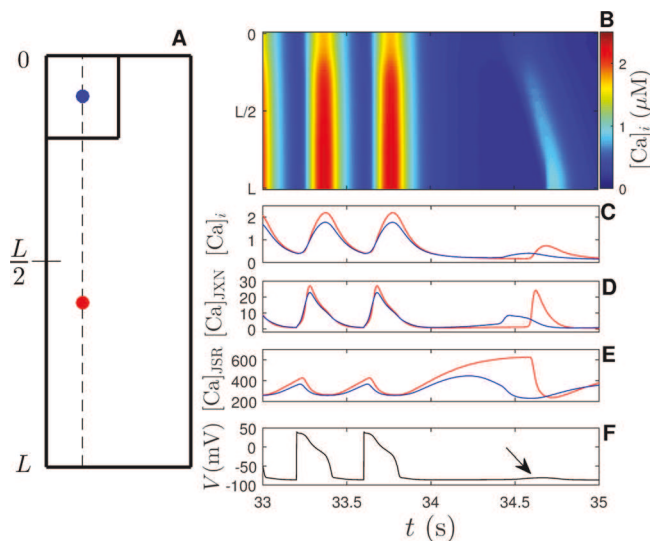 A
0
L/2
L
B
0
L/2
L
2
1
0
[Ca]i (μM)
C
[Ca]i
2
1
0
D
[Ca]JXN
30
20
10
0
E
[Ca]JSR
600
400
200
F
V(mV)
50
0
-50
-100
33 33.5 34 34.5 35
t (s)